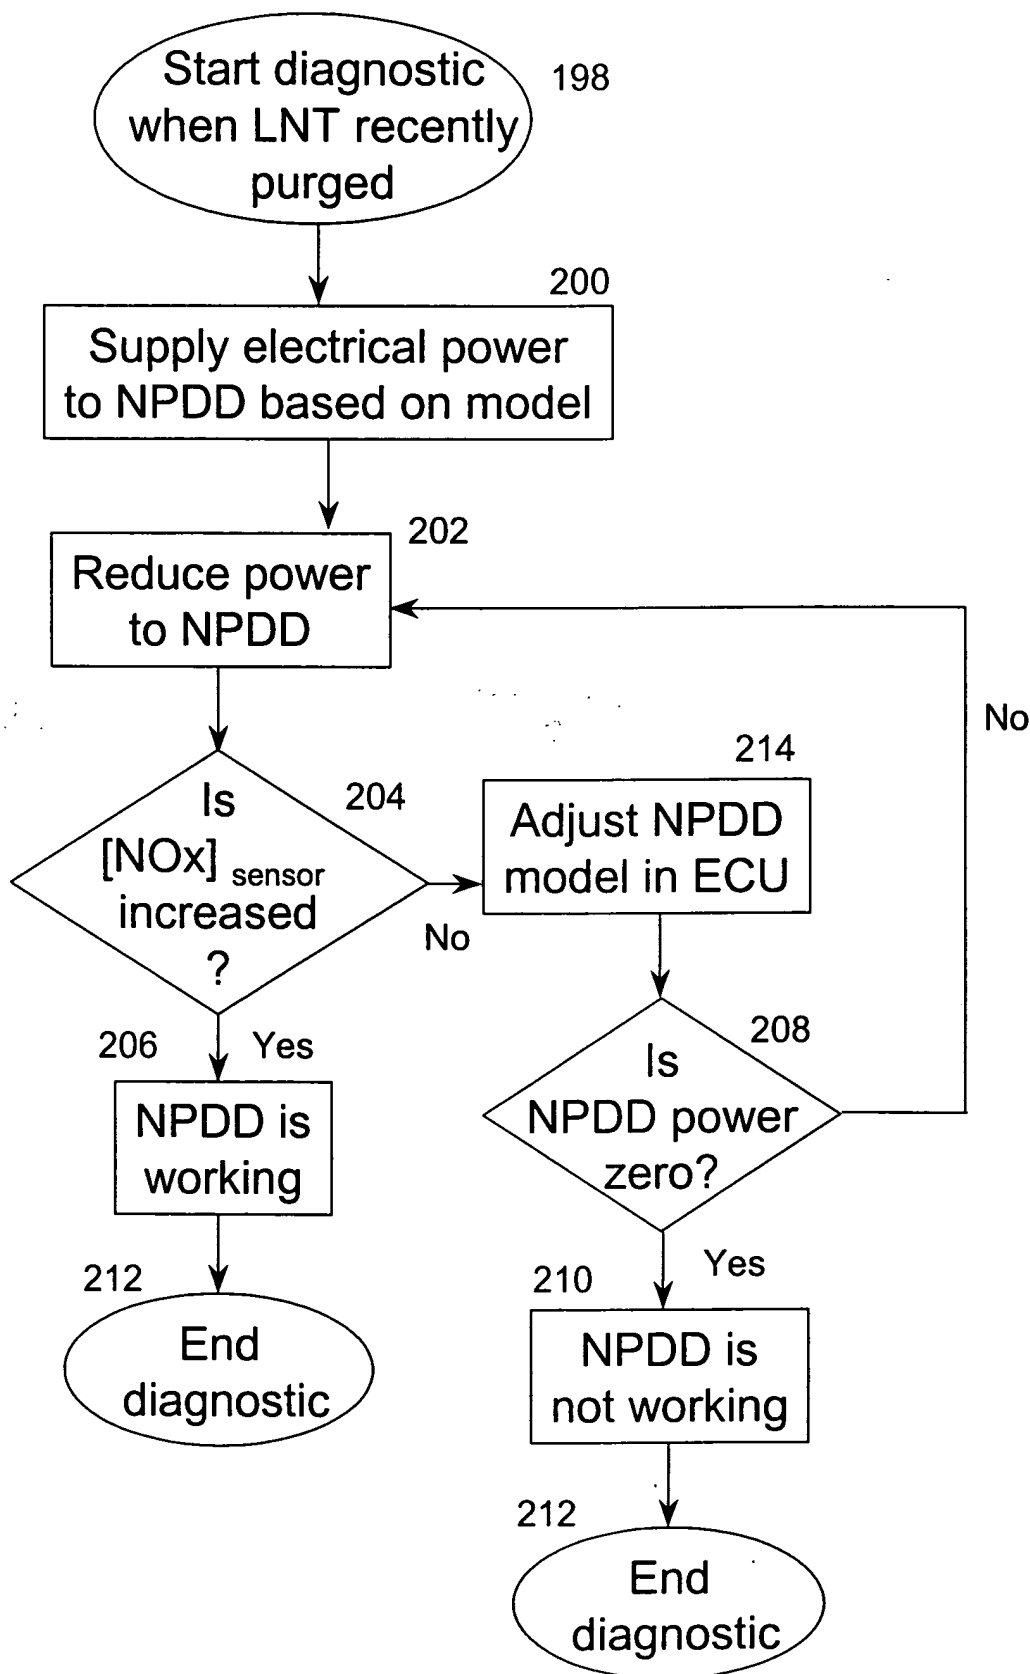 Start diagnostic
when LNT recently
purged
198
200
Supply electrical power
to NPDD based on model
202
Reduce power
to NPDD
No
204
Is
[NOx] sensor
increased
?
No
214
Adjust NPDD
model in ECU
206
Yes
NPDD is
working
212
End
diagnostic
208
Is
NPDD power
zero?
Yes
210
NPDD is
not working
212
End
diagnostic